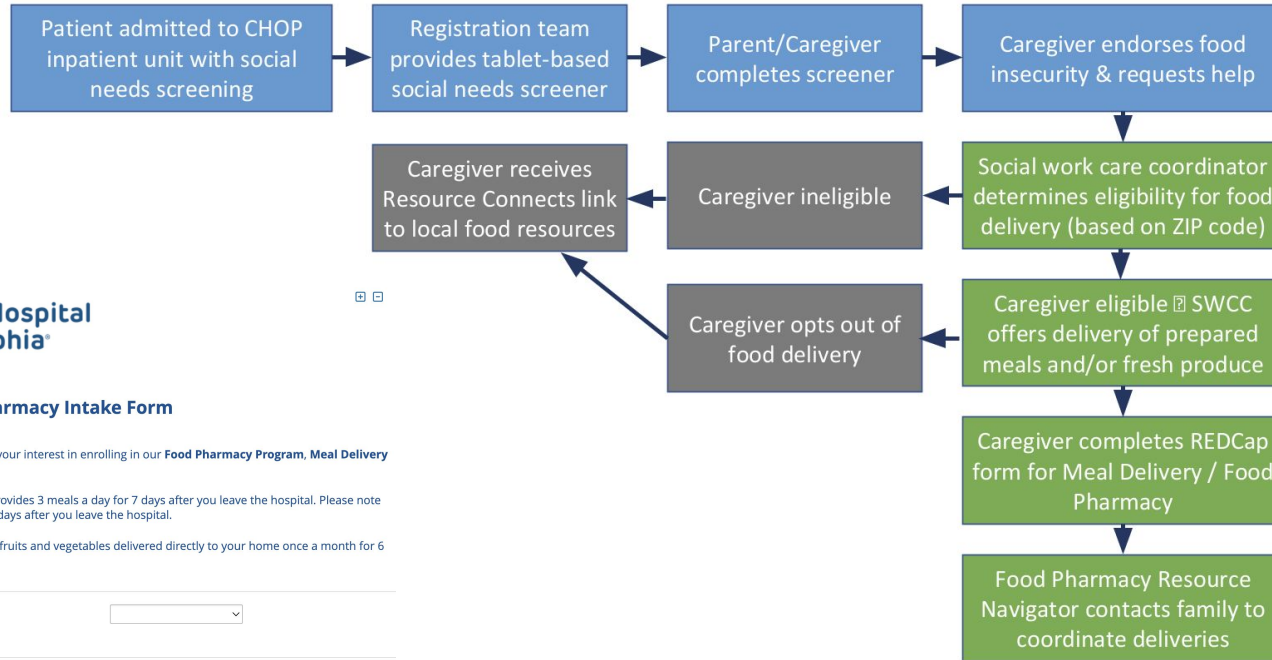 Patient admitted to CHOP
inpatient unit with social
needs screening
Registration team
provides tablet-based
social needs screener
Parent/Caregiver
completes screener
Caregiver endorses food
insecurity & requests help
Caregiver receives
Resource Connects link
to local food resources
Caregiver ineligible
Social work care coordinator
determines eligibility for food
delivery (based on ZIP code)
Caregiver opts out of
food delivery
Caregiver eligible SWCC
offers delivery of prepared
meals and/or fresh produce
Caregiver completes REDCap
form for Meal Delivery / Food
Pharmacy
Food Pharmacy Resource
Navigator contacts family to
coordinate deliveries
Intake Form
your interest in enrolling in our Food Pharmacy Program, Meal Delivery
3 meals a day for 7 days after you leave the hospital. Please note
days after you leave the hospital.
fruits and vegetables delivered directly to your home once a month for 6